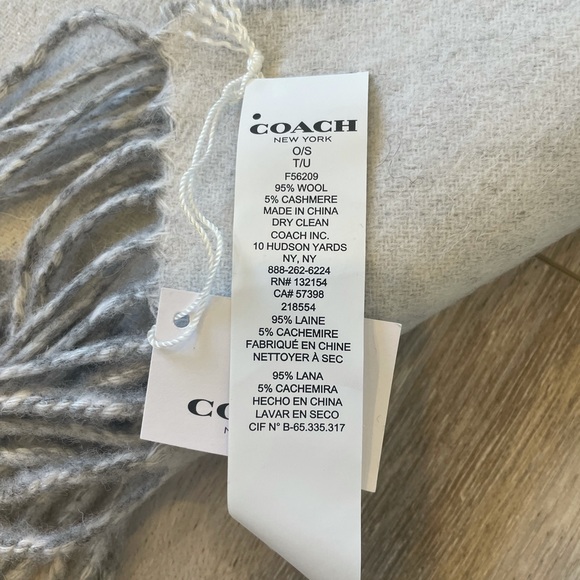 COACH
NEW YORK
O/S
T/U
F56209
95% WOOL
5% CASHMERE
MADE IN CHINA
DRY CLEAN
COACH INC.
10 HUDSON YARDS
NY, NY
888-262-6224
RN# 132154
CA# 57398
218554
95% LAINE
5% CACHEMIRE
FABRIQUÉ EN CHINE
NETTOYER À SEC
95% LANA
5% CACHEMIRA
HECHO EN CHINA
LAVAR EN SECO
CIF N° B-65.335.317
CO
N